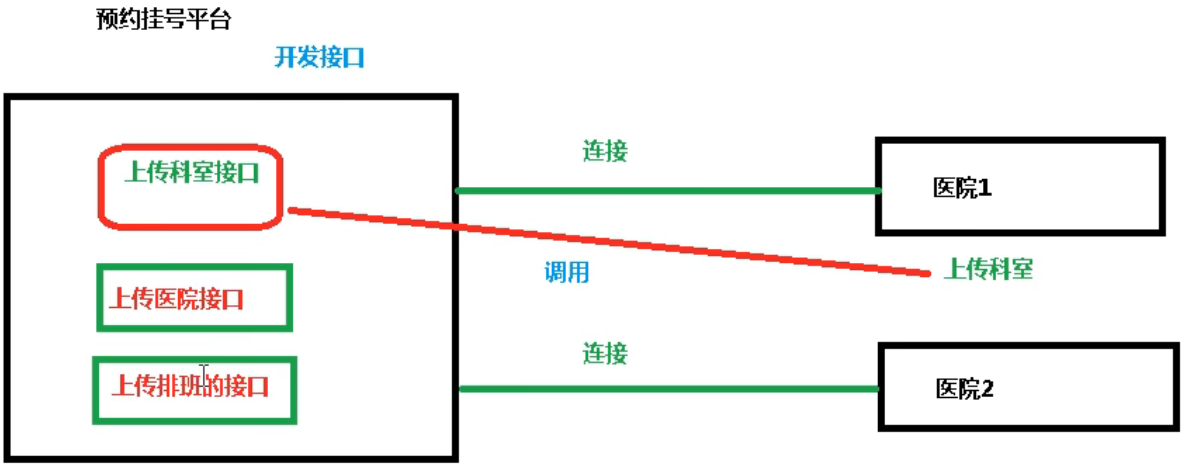 预约挂号平台
开发接口
上传科室接口
连接
医院1
调用
上传科室
上传医院接口
连接
上传排班的接口
医院2